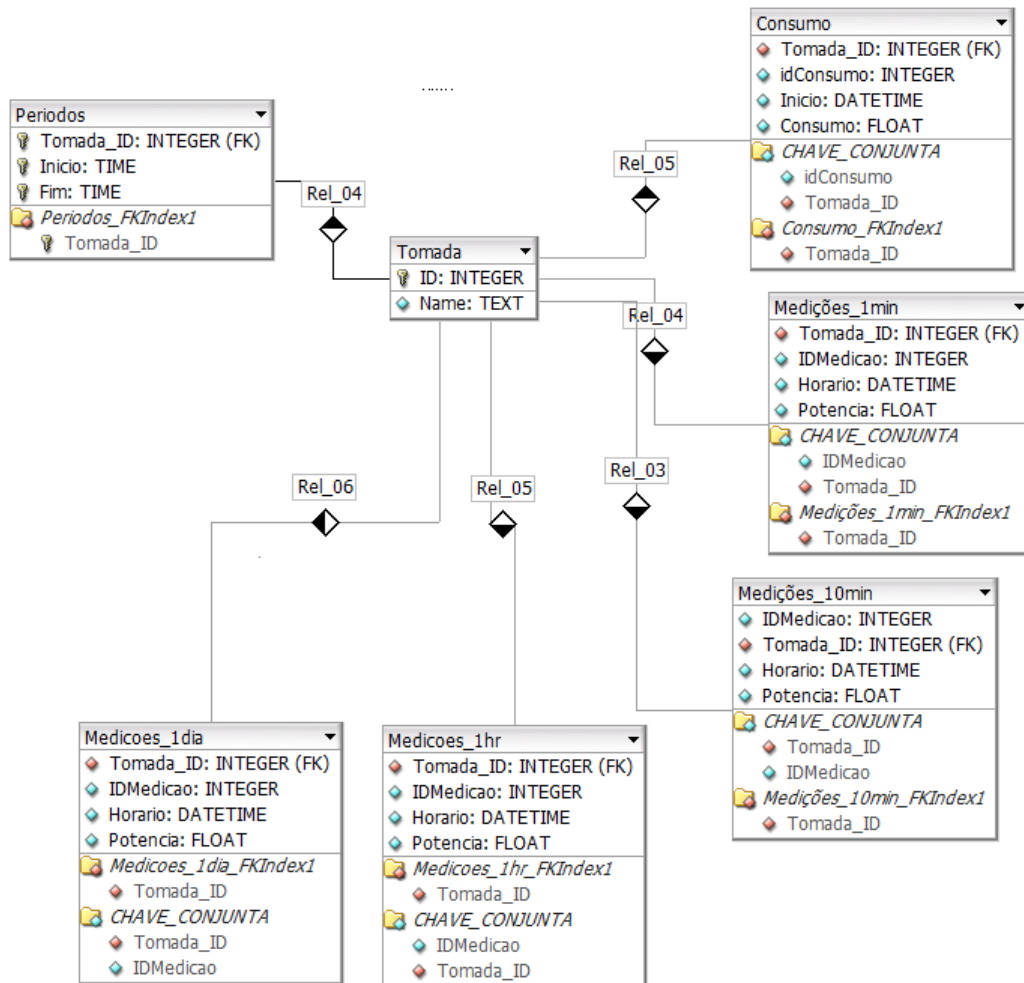 Consumo
Tomada_ID: INTEGER (FK)
idConsumo: INTEGER
Inicio: DATETIME
Consumo: FLOAT
CHAVE_CONJUNTA
idConsumo
Tomada_ID
Consumo_FKIndex1
Tomada_ID
.......
Periodos
Tomada_ID: INTEGER (FK)
Inicio: TIME
Fim: TIME
Periodos_FKIndex1
Tomada_ID
Rel_04
Rel_05
Tomada
ID: INTEGER
Name: TEXT
Rel_04
Medições_1min
Tomada_ID: INTEGER (FK)
IDMedicao: INTEGER
Horario: DATETIME
Potencia: FLOAT
CHAVE_CONJUNTA
IDMedicao
Tomada_ID
Medições_1min_FKIndex1
Tomada_ID
Rel_06
Rel_05
Rel_03
Medições_10min
IDMedicao: INTEGER
Tomada_ID: INTEGER (FK)
Horario: DATETIME
Potencia: FLOAT
CHAVE_CONJUNTA
Tomada_ID
IDMedicao
Medições_10min_FKIndex1
Tomada_ID
Medicoes_1dia
Tomada_ID: INTEGER (FK)
IDMedicao: INTEGER
Horario: DATETIME
Potencia: FLOAT
Medicoes_1dia_FKIndex1
Tomada_ID
CHAVE_CONJUNTA
Tomada_ID
IDMedicao
Medicoes_1hr
Tomada_ID: INTEGER (FK)
IDMedicao: INTEGER
Horario: DATETIME
Potencia: FLOAT
Medicoes_1hr_FKIndex1
Tomada_ID
CHAVE_CONJUNTA
IDMedicao
Tomada_ID